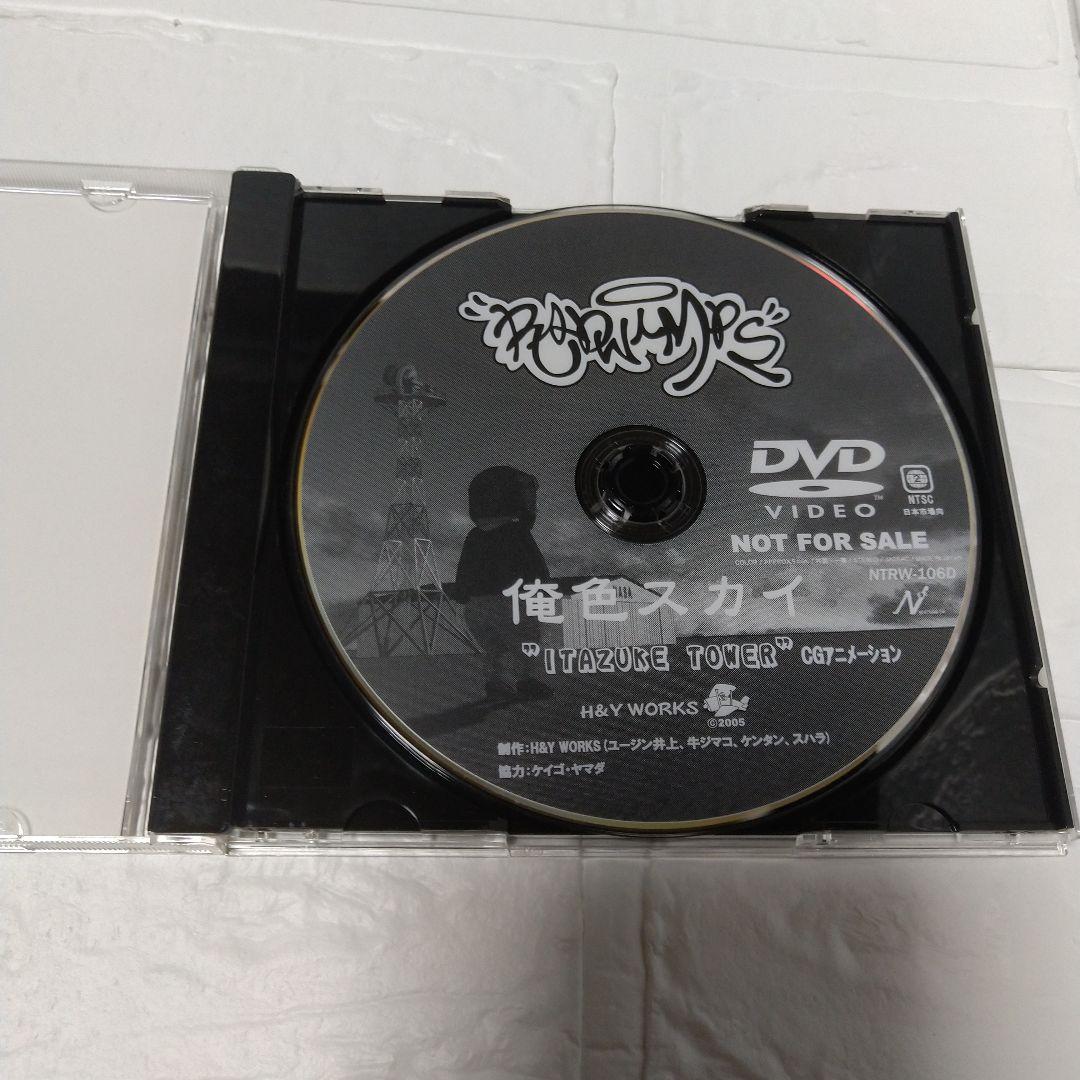 DVD
VIDEO
TM
2
NTSC
日本市場向
NOT FOR SALE
NTRW-106D
N
俺色スカイ
"ITAZUKE TOWER" CGアニメーション
H&Y WORKS
©2005
制作:H&Y WORKS(ユージン井上、牛ジマコ、ケンタン、スハラ)
協力:ケイゴ・ヤマダ